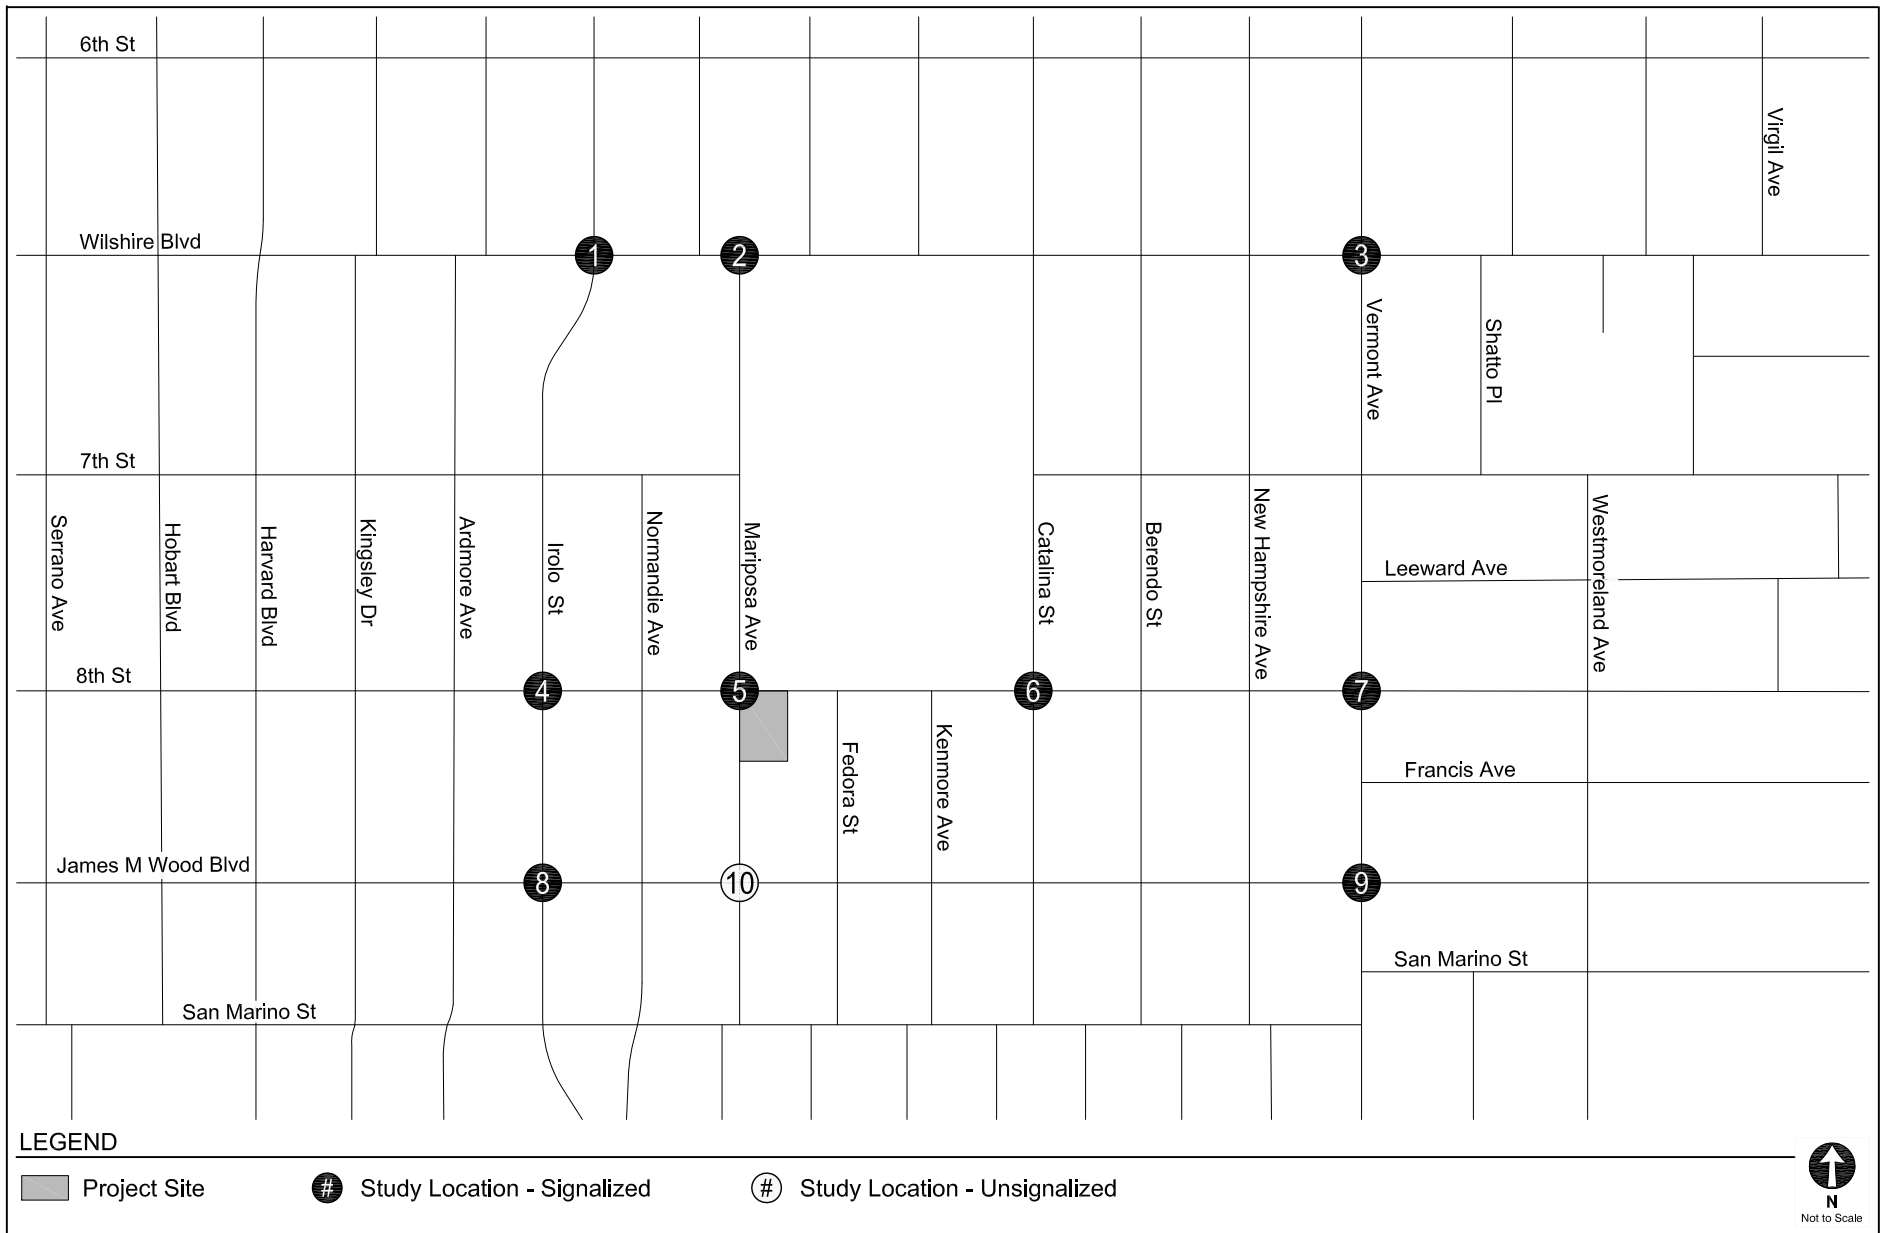 6th St
Virgil Ave
Wilshire Blvd
1
2
3
Vermont Ave
Shatto Pl
7th St
Serrano Ave
Hobart Blvd
Harvard Blvd
Kingsley Dr
Ardmore Ave
Irolo St
Normandie Ave
Mariposa Ave
Catalina St
Berendo St
New Hampshire Ave
Leeward Ave
Westmoreland Ave
8th St
4
5
6
7
Fedora St
Kenmore Ave
Francis Ave
James M Wood Blvd
8
10
9
San Marino St
San Marino St
LEGEND
Project Site
# Study Location - Signalized
# Study Location - Unsignalized
N
Not to Scale